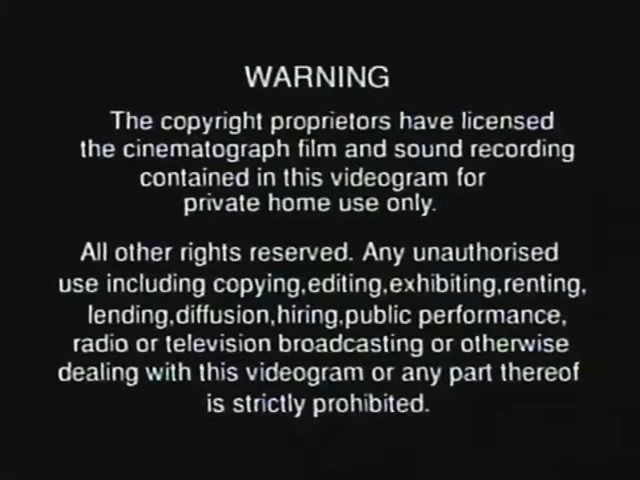 WARNING
The copyright proprietors have licensed
the cinematograph film and sound recording
contained in this videogram for
private home use only.
All other rights reserved. Any unauthorised
use including copying,editing,exhibiting,renting,
lending,diffusion,hiring,public performance,
radio or television broadcasting or otherwise
dealing with this videogram or any part thereof
is strictly prohibited.